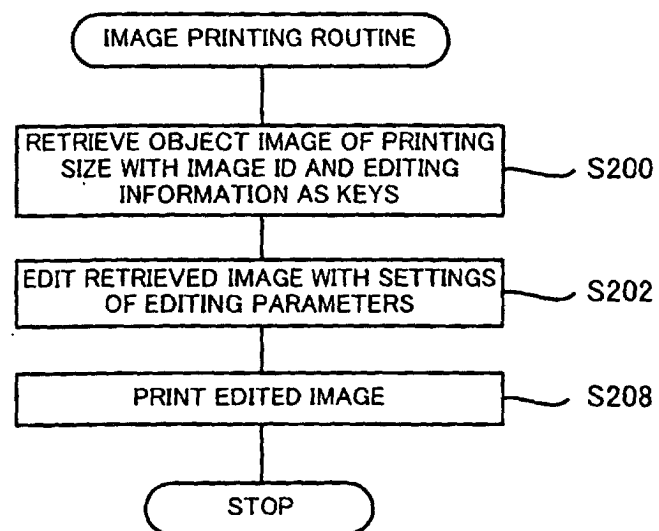 IMAGE PRINTING ROUTINE
RETRIEVE OBJECT IMAGE OF PRINTING
SIZE WITH IMAGE ID AND EDITING
INFORMATION AS KEYS
S200
EDIT RETRIEVED IMAGE WITH SETTINGS
OF EDITING PARAMETERS
S202
PRINT EDITED IMAGE
S208
STOP